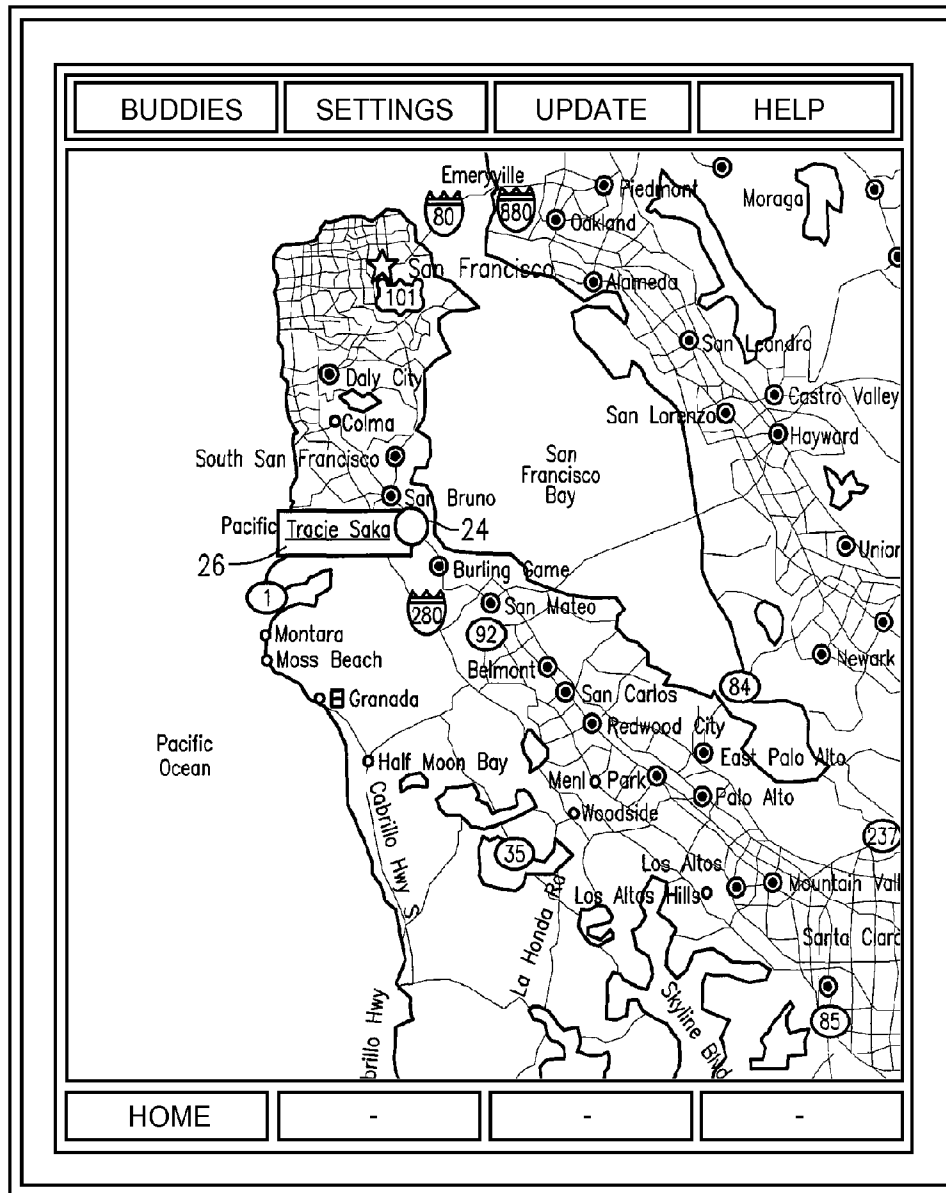 BUDDIES SETTINGS UPDATE HELP
Emeryville
Piedmont
Moraga
80
880
Oakland
San Francisco
Alameda
101
San Leandro
Daly City
Castro Valley
San Lorenzo
Colma
Hayward
South San Francisco
San
Francisco
Bay
San Bruno
Pacific
Tracie Saka
24
26
Union
Burling Game
1
280
San Mateo
92
Montara
Moss Beach
Belmont
Newark
84
San Carlos
Granada
Redwood City
Pacific
Ocean
East Palo Alto
Half Moon Bay
Menl Park
Palo Alto
Woodside
Cabrillo Hwy S
237
35
Los Altos
Mountain Vall
Los Altos Hills
La Honda Rd
Santa Clar
Skyline Blvd
85
brillo Hwy
HOME - - -